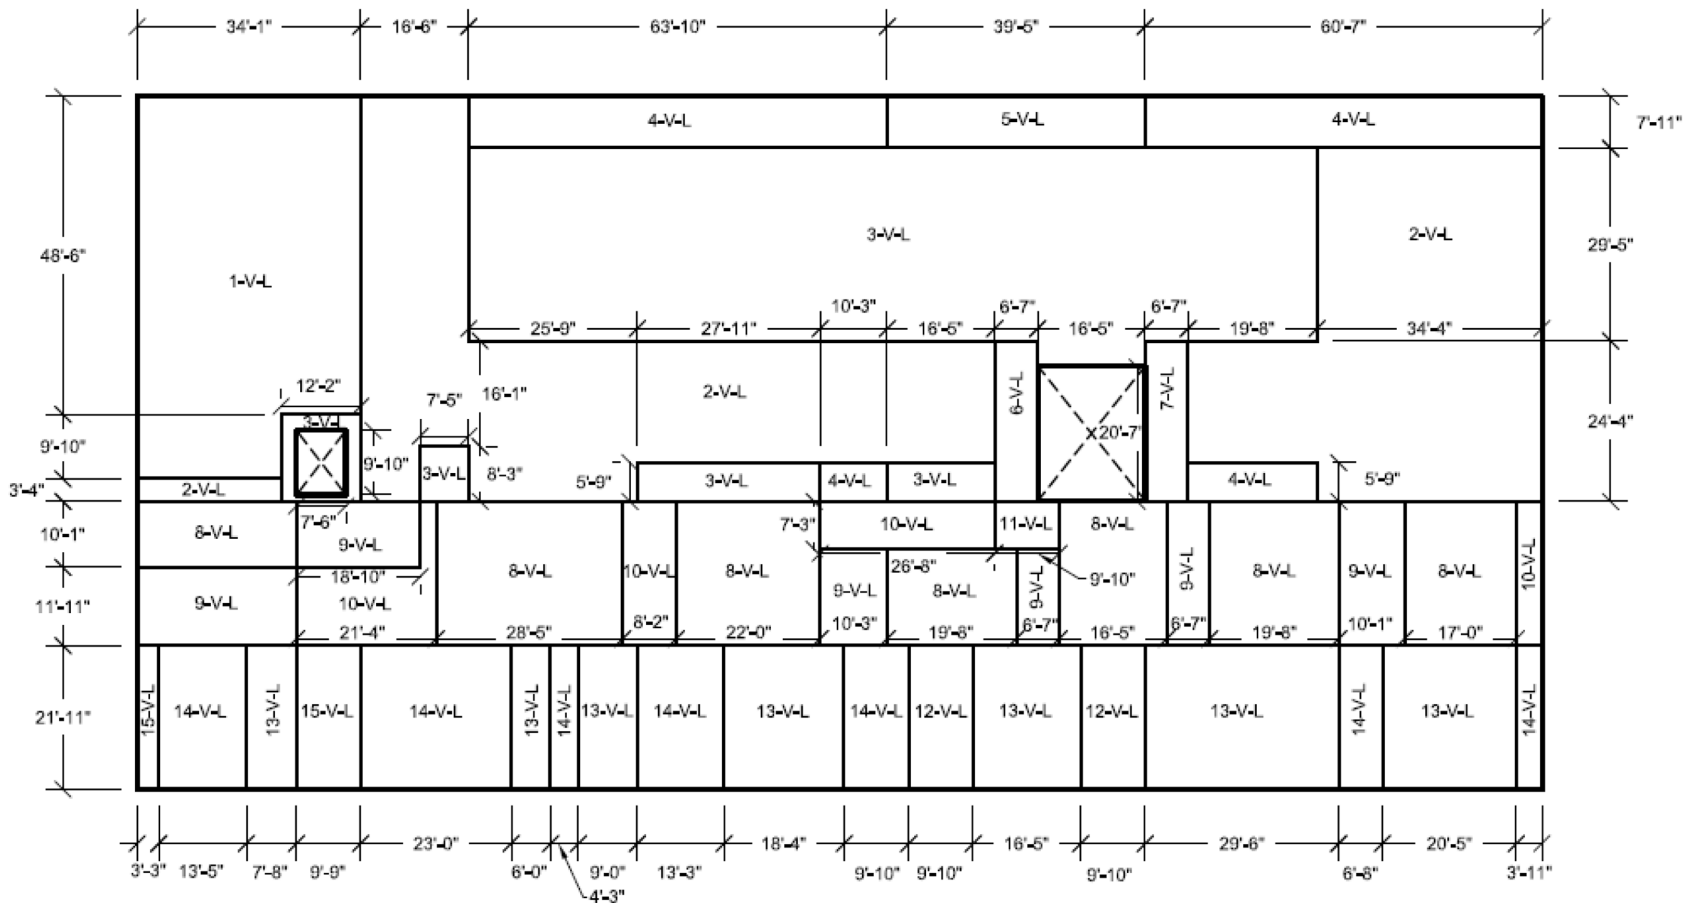 34'-1" 16'-6" 63'-10" 39'-5" 60'-7"
4-V-L 5-V-L 4-V-L 7'-11"
3-V-L 2-V-L
48'-6" 29'-5"
1-V-L
10'-3" 6'-7" 6'-7"
25'-9" 27'-11" 16'-5" 16'-5" 19'-8" 34'-4"
12'-2" 2-V-L 6-V-L 7-V-L
7'-5" 16'-1"
3-V-L 24'-4"
9'-10" 20'-7"
9'-10" 3-V-L 8'-3" 5'-9" 3-V-L 4-V-L 3-V-L 4-V-L 5'-9"
3'-4" 2-V-L
7'-6" 7'-3" 10-V-L 11-V-L 8-V-L
10'-1" 8-V-L 9-V-L
18'-10" 8-V-L 10-V-L 8-V-L 26'-8" 9'-10" 9-V-L 8-V-L 9-V-L 8-V-L 10-V-L
9-V-L 8-V-L 9-V-L
11'-11" 9-V-L 10-V-L
21'-4" 28'-5" 8'-2" 22'-0" 10'-3" 19'-8" 6'-7" 16'-5" 6'-7" 19'-8" 10'-1" 17'-0"
21'-11" 15-V-L 14-V-L 13-V-L 15-V-L 14-V-L 13-V-L 14-V-L 13-V-L 14-V-L 13-V-L 14-V-L 12-V-L 13-V-L 12-V-L 13-V-L 14-V-L 13-V-L 14-V-L
23'-0" 18'-4" 16'-5" 29'-6" 20'-5"
3'-3" 13'-5" 7'-8" 9'-9" 6'-0" 9'-0" 13'-3" 9'-10" 9'-10" 9'-10" 6'-8" 3'-11"
4'-3"